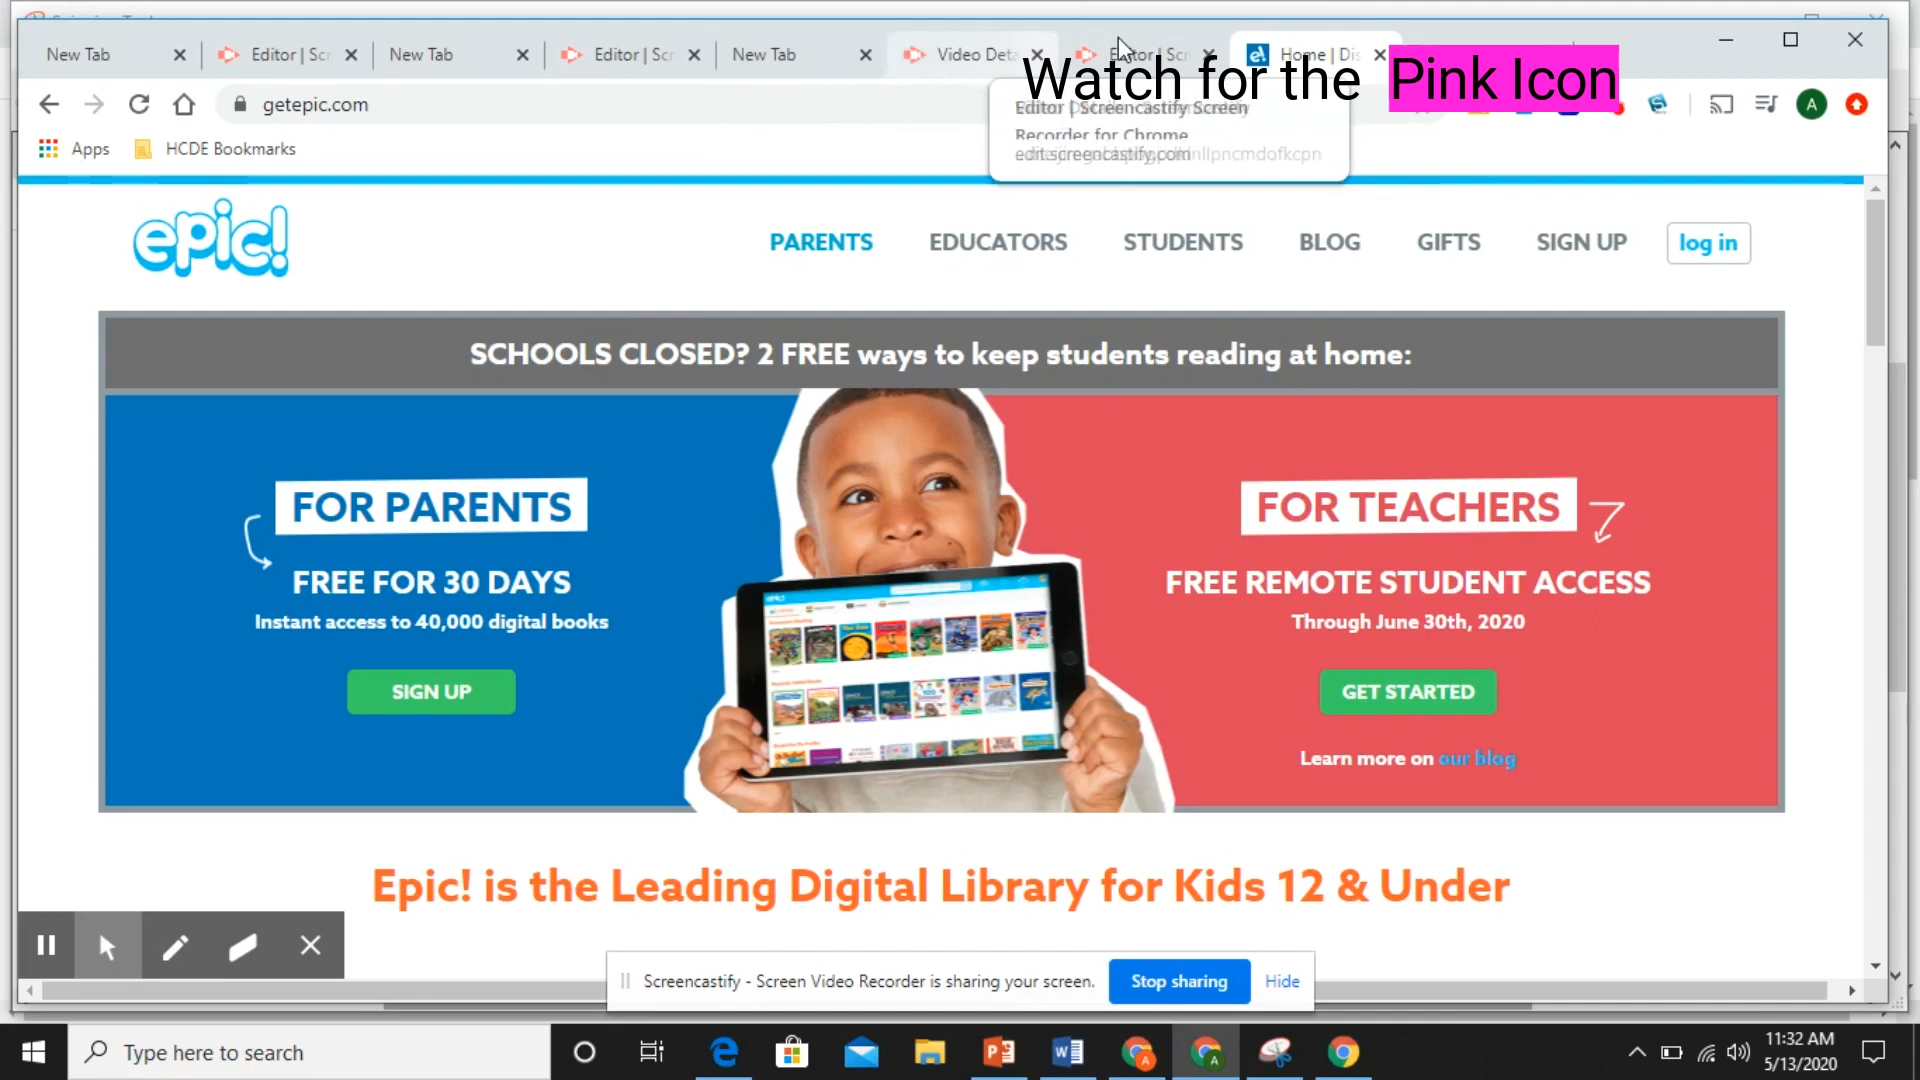 New Tab
Editor | Scr
New Tab
Editor | Scr
New Tab
Video Deta
Editor | Scr
Home | Dis
Watch for the Pink Icon
getepic.com
Editor | Screencastify Screen
Recorder for Chrome
edit.screencastify.com
A
Apps
HCDE Bookmarks
epic!
PARENTS
EDUCATORS
STUDENTS
BLOG
GIFTS
SIGN UP
log in
SCHOOLS CLOSED? 2 FREE ways to keep students reading at home:
FOR PARENTS
FREE FOR 30 DAYS
Instant access to 40,000 digital books
SIGN UP
FOR TEACHERS
FREE REMOTE STUDENT ACCESS
Through June 30th, 2020
GET STARTED
Learn more on our blog
Epic! is the Leading Digital Library for Kids 12 & Under
Screencastify - Screen Video Recorder is sharing your screen.
Stop sharing
Hide
Type here to search
11:32 AM
5/13/2020